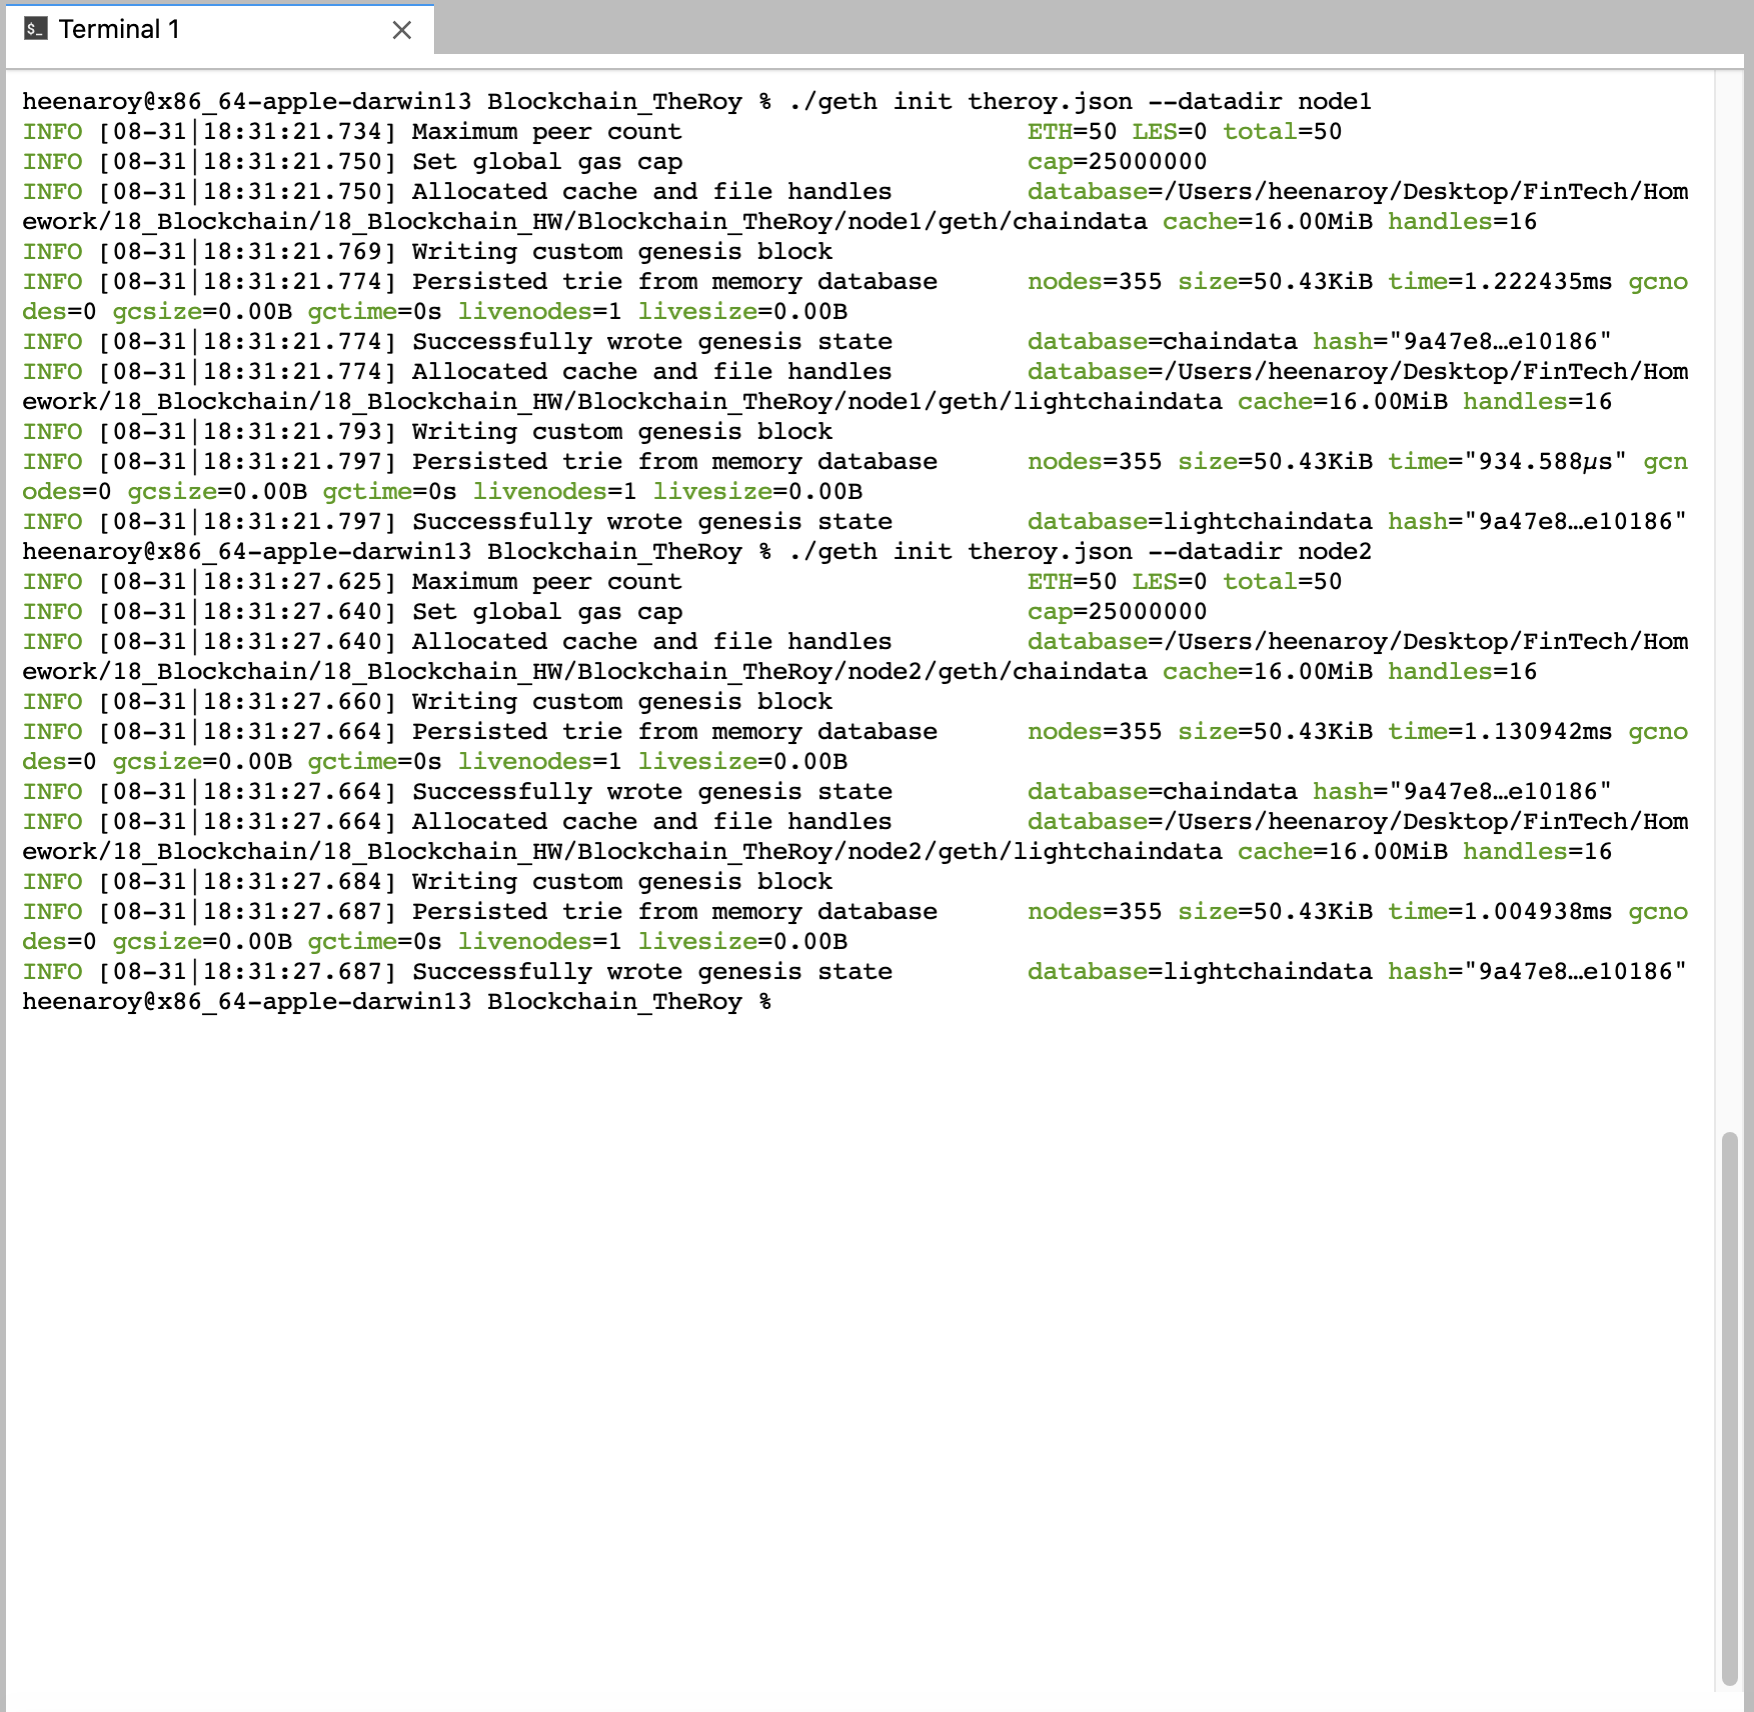 $_ Terminal 1
heenaroy@x86_64-apple-darwin13 Blockchain_TheRoy % ./geth init theroy.json --datadir node1
INFO [08-31|18:31:21.734] Maximum peer count ETH=50 LES=0 total=50
INFO [08-31|18:31:21.750] Set global gas cap cap=25000000
INFO [08-31|18:31:21.750] Allocated cache and file handles database=/Users/heenaroy/Desktop/FinTech/Hom
ework/18_Blockchain/18_Blockchain_HW/Blockchain_TheRoy/node1/geth/chaindata cache=16.00MiB handles=16
INFO [08-31|18:31:21.769] Writing custom genesis block
INFO [08-31|18:31:21.774] Persisted trie from memory database nodes=355 size=50.43KiB time=1.222435ms gcno
des=0 gcsize=0.00B gctime=0s livenodes=1 livesize=0.00B
INFO [08-31|18:31:21.774] Successfully wrote genesis state database=chaindata hash="9a47e8…e10186"
INFO [08-31|18:31:21.774] Allocated cache and file handles database=/Users/heenaroy/Desktop/FinTech/Hom
ework/18_Blockchain/18_Blockchain_HW/Blockchain_TheRoy/node1/geth/lightchaindata cache=16.00MiB handles=16
INFO [08-31|18:31:21.793] Writing custom genesis block
INFO [08-31|18:31:21.797] Persisted trie from memory database nodes=355 size=50.43KiB time="934.588µs" gcn
odes=0 gcsize=0.00B gctime=0s livenodes=1 livesize=0.00B
INFO [08-31|18:31:21.797] Successfully wrote genesis state database=lightchaindata hash="9a47e8…e10186"
heenaroy@x86_64-apple-darwin13 Blockchain_TheRoy % ./geth init theroy.json --datadir node2
INFO [08-31|18:31:27.625] Maximum peer count ETH=50 LES=0 total=50
INFO [08-31|18:31:27.640] Set global gas cap cap=25000000
INFO [08-31|18:31:27.640] Allocated cache and file handles database=/Users/heenaroy/Desktop/FinTech/Hom
ework/18_Blockchain/18_Blockchain_HW/Blockchain_TheRoy/node2/geth/chaindata cache=16.00MiB handles=16
INFO [08-31|18:31:27.660] Writing custom genesis block
INFO [08-31|18:31:27.664] Persisted trie from memory database nodes=355 size=50.43KiB time=1.130942ms gcno
des=0 gcsize=0.00B gctime=0s livenodes=1 livesize=0.00B
INFO [08-31|18:31:27.664] Successfully wrote genesis state database=chaindata hash="9a47e8…e10186"
INFO [08-31|18:31:27.664] Allocated cache and file handles database=/Users/heenaroy/Desktop/FinTech/Hom
ework/18_Blockchain/18_Blockchain_HW/Blockchain_TheRoy/node2/geth/lightchaindata cache=16.00MiB handles=16
INFO [08-31|18:31:27.684] Writing custom genesis block
INFO [08-31|18:31:27.687] Persisted trie from memory database nodes=355 size=50.43KiB time=1.004938ms gcno
des=0 gcsize=0.00B gctime=0s livenodes=1 livesize=0.00B
INFO [08-31|18:31:27.687] Successfully wrote genesis state database=lightchaindata hash="9a47e8…e10186"
heenaroy@x86_64-apple-darwin13 Blockchain_TheRoy %